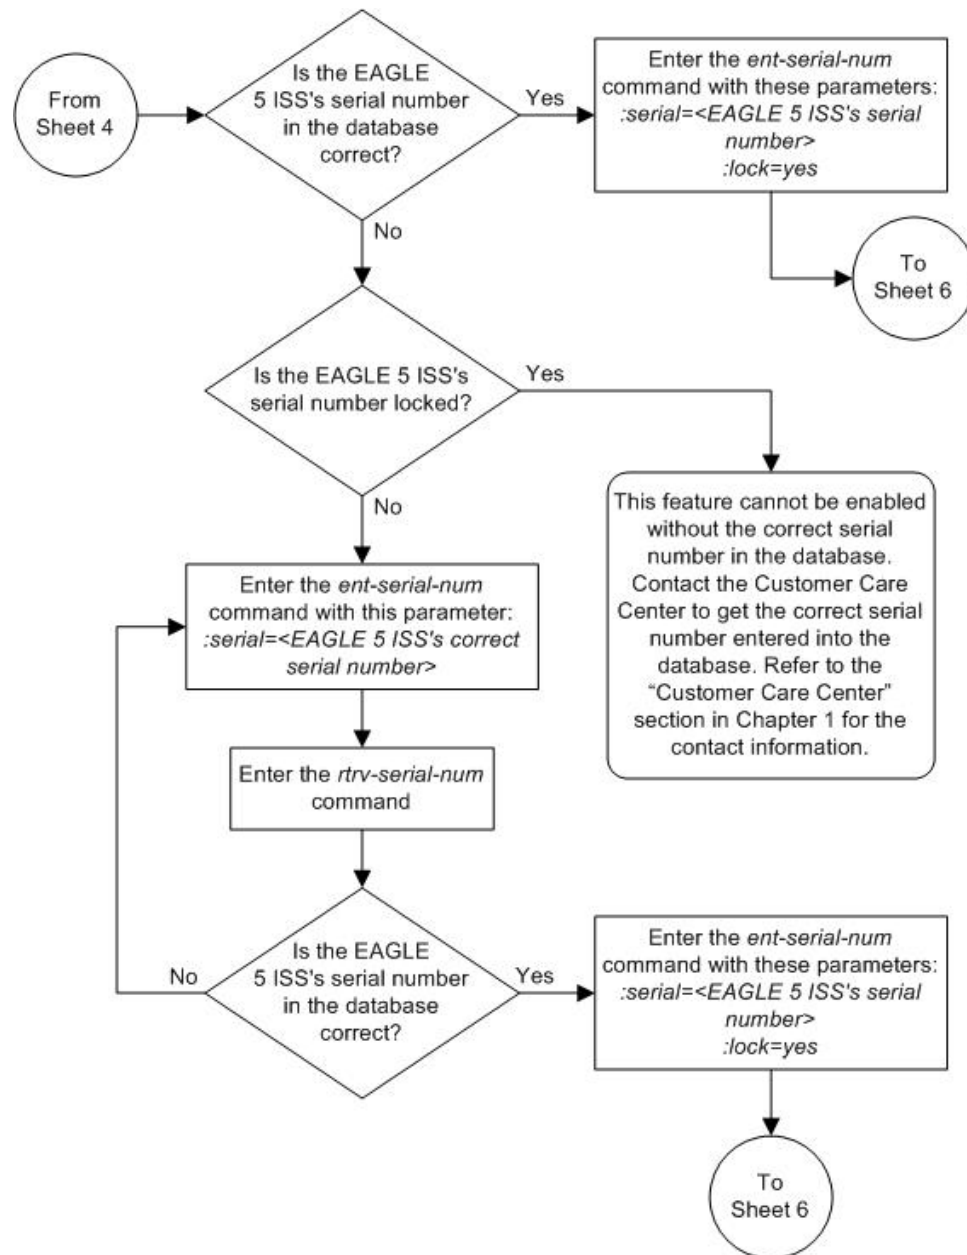 From
Sheet 4
Is the EAGLE
5 ISS's serial number
in the database
correct?
Yes
Enter the ent-serial-num
command with these parameters:
:serial=<EAGLE 5 ISS's serial
number>
:lock=yes
No
To
Sheet 6
Is the EAGLE 5 ISS's
serial number locked?
Yes
No
This feature cannot be enabled
without the correct serial
number in the database.
Contact the Customer Care
Center to get the correct serial
number entered into the
database. Refer to the
“Customer Care Center”
section in Chapter 1 for the
contact information.
Enter the ent-serial-num
command with this parameter:
:serial=<EAGLE 5 ISS's correct
serial number>
Enter the rtrv-serial-num
command
Is the EAGLE
5 ISS's serial number
in the database
correct?
No
Yes
Enter the ent-serial-num
command with these parameters:
:serial=<EAGLE 5 ISS's serial
number>
:lock=yes
To
Sheet 6